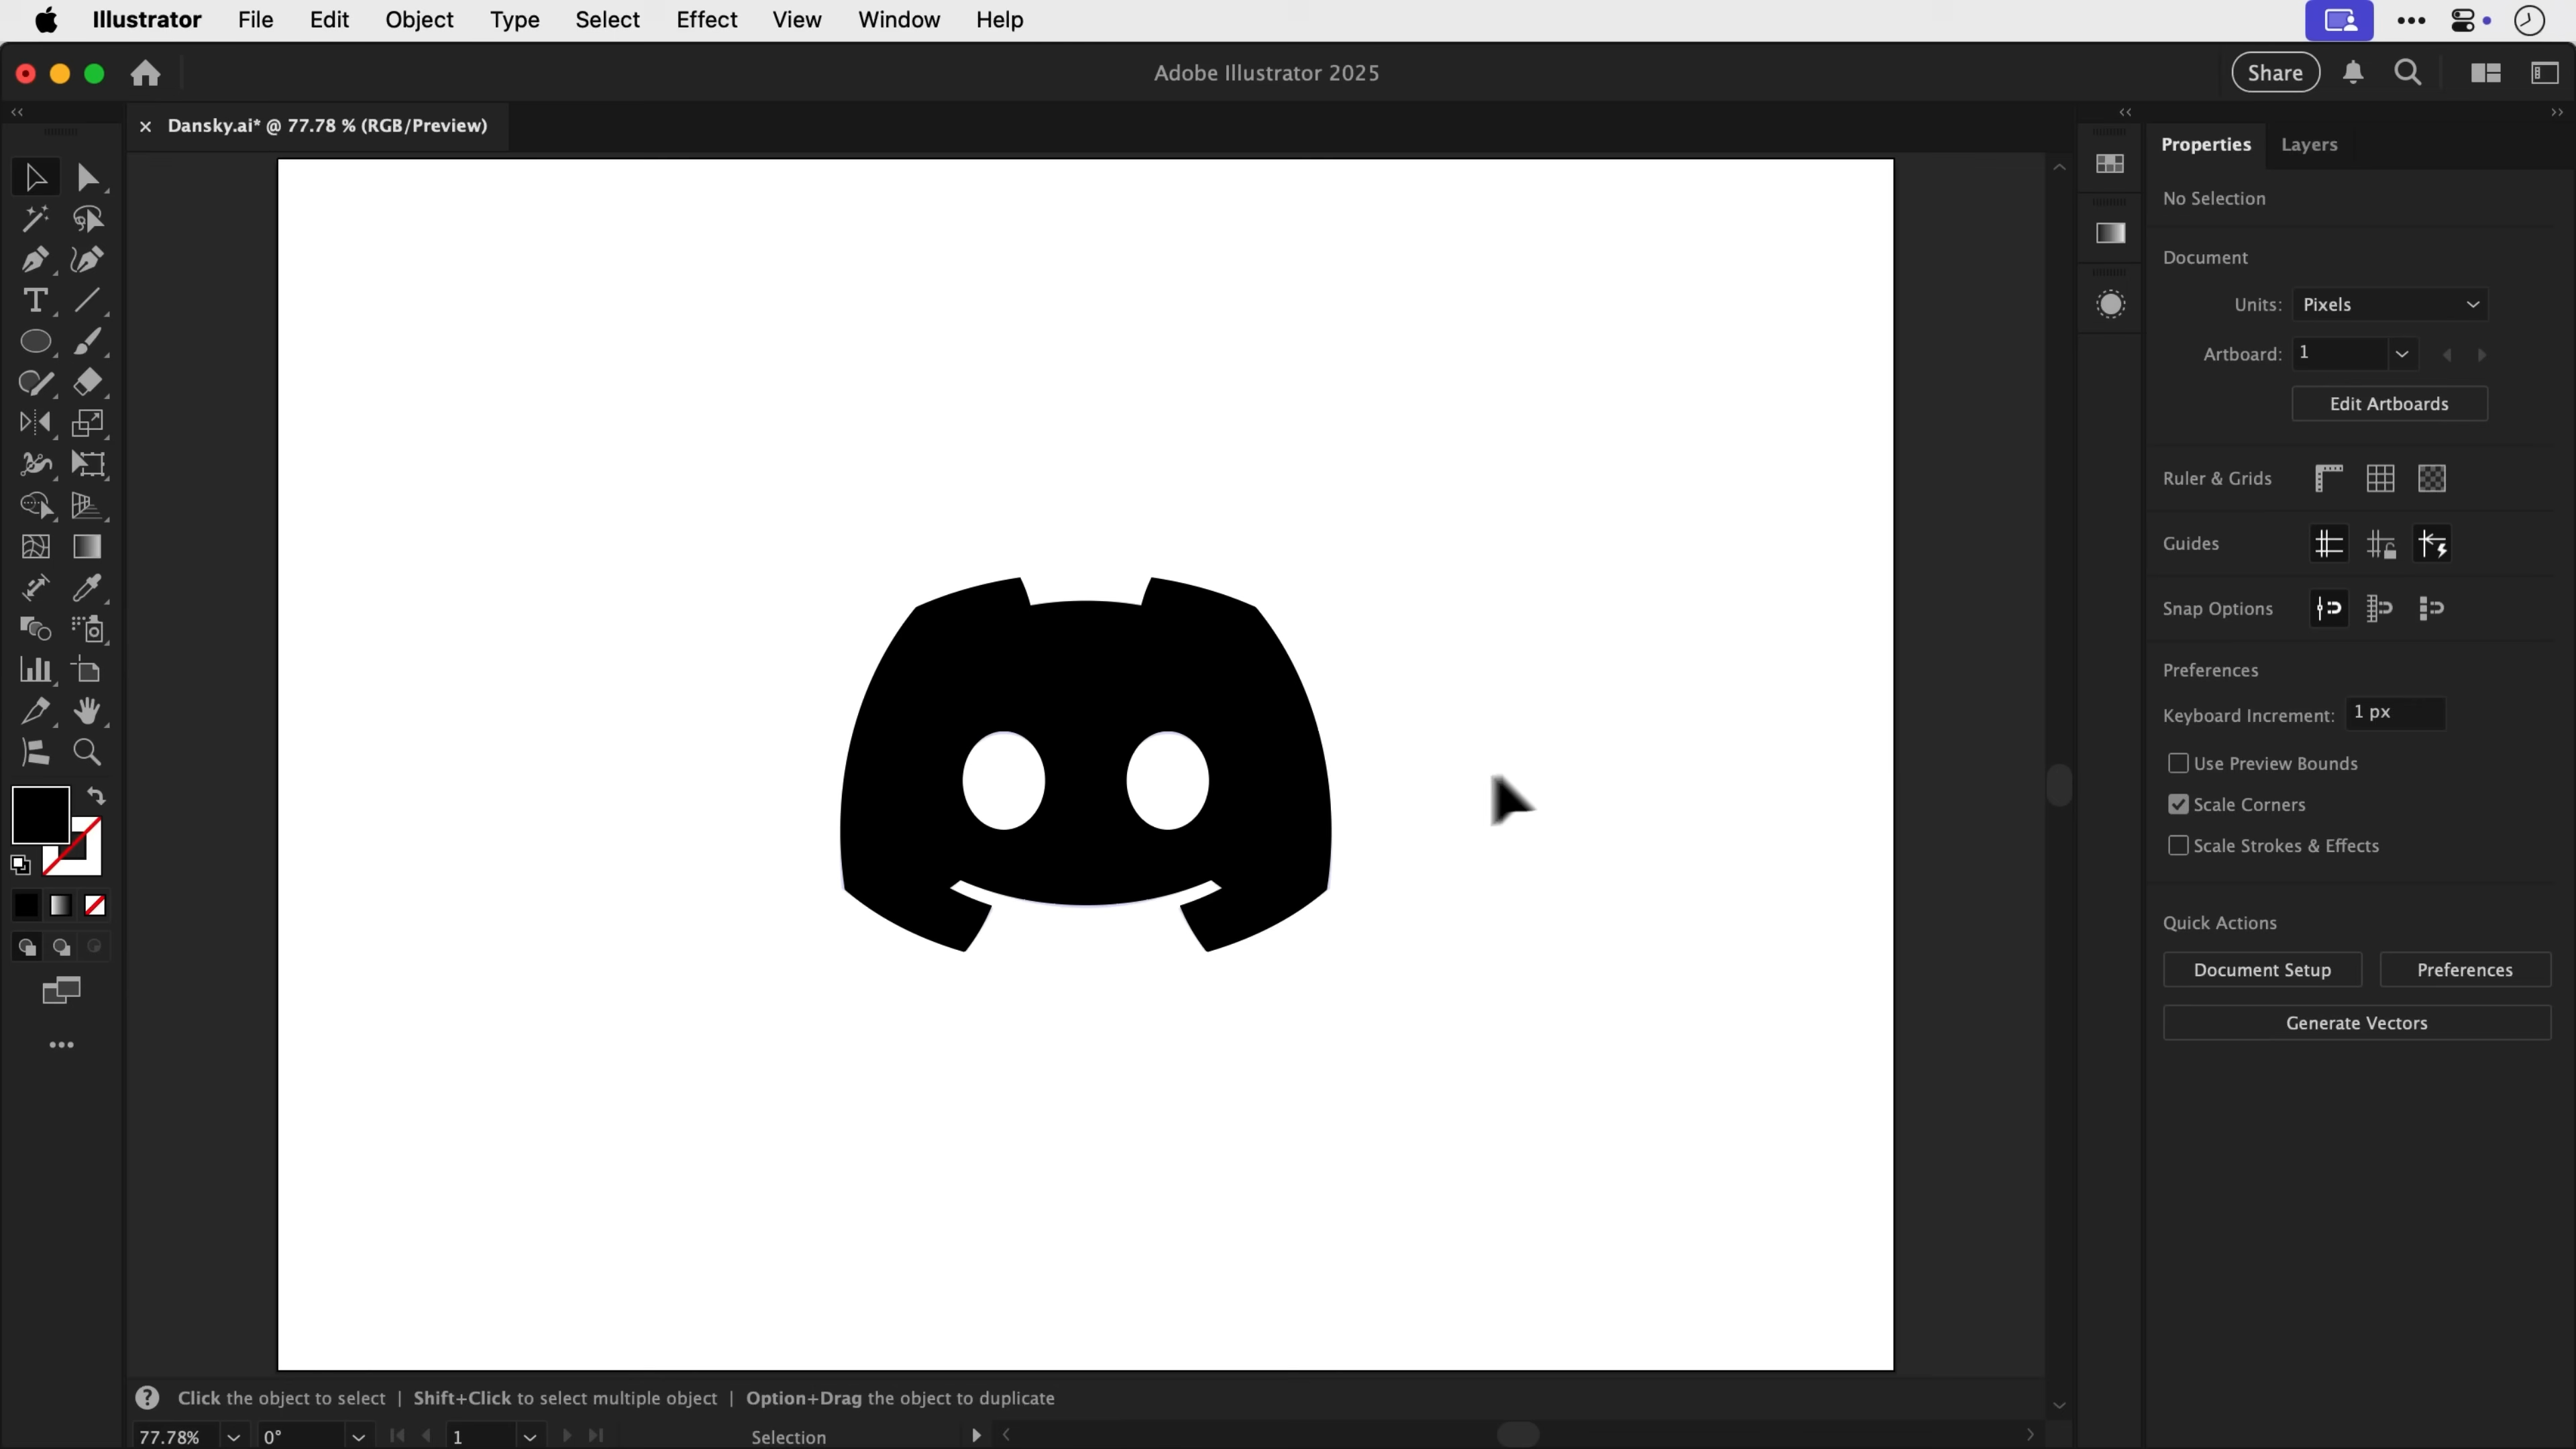 Illustrator File Edit Object Type Select Effect View Window Help
Adobe Illustrator 2025
Share
Dansky.ai* @ 77.78 % (RGB/Preview)
Properties Layers
No Selection
Document
Units: Pixels
Artboard: 1
Edit Artboards
Ruler & Grids
Guides
Snap Options
Preferences
Keyboard Increment: 1 px
Use Preview Bounds
Scale Corners
Scale Strokes & Effects
Quick Actions
Document Setup Preferences
Generate Vectors
Click the object to select | Shift+Click to select multiple object | Option+Drag the object to duplicate
77.78% 0° 1 Selection